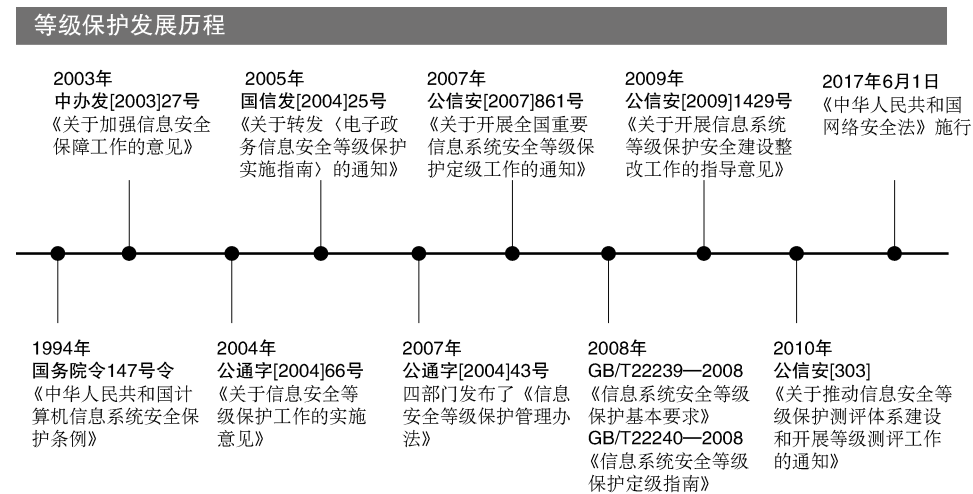 等级保护发展历程
2003年
中办发[2003]27号
《关于加强信息安全
保障工作的意见》
2005年
国信发[2004]25号
《关于转发〈电子政
务信息安全等级保护
实施指南〉的通知》
2007年
公信安[2007]861号
《关于开展全国重要
信息系统安全等级保
护定级工作的通知》
2009年
公信安[2009]1429号
《关于开展信息系统
等级保护安全建设整
改工作的指导意见》
2017年6月1日
《中华人民共和国
网络安全法》施行
1994年
国务院令147号令
《中华人民共和国计
算机信息系统安全保
护条例》
2004年
公通字[2004]66号
《关于信息安全等
级保护工作的实施
意见》
2007年
公通字[2004]43号
四部门发布了《信息
安全等级保护管理办
法》
2008年
GB/T22239—2008
《信息系统安全等级
保护基本要求》
GB/T22240—2008
《信息系统安全等级
保护定级指南》
2010年
公信安[303]
《关于推动信息安全等
级保护测评体系建设
和开展等级测评工作
的通知》